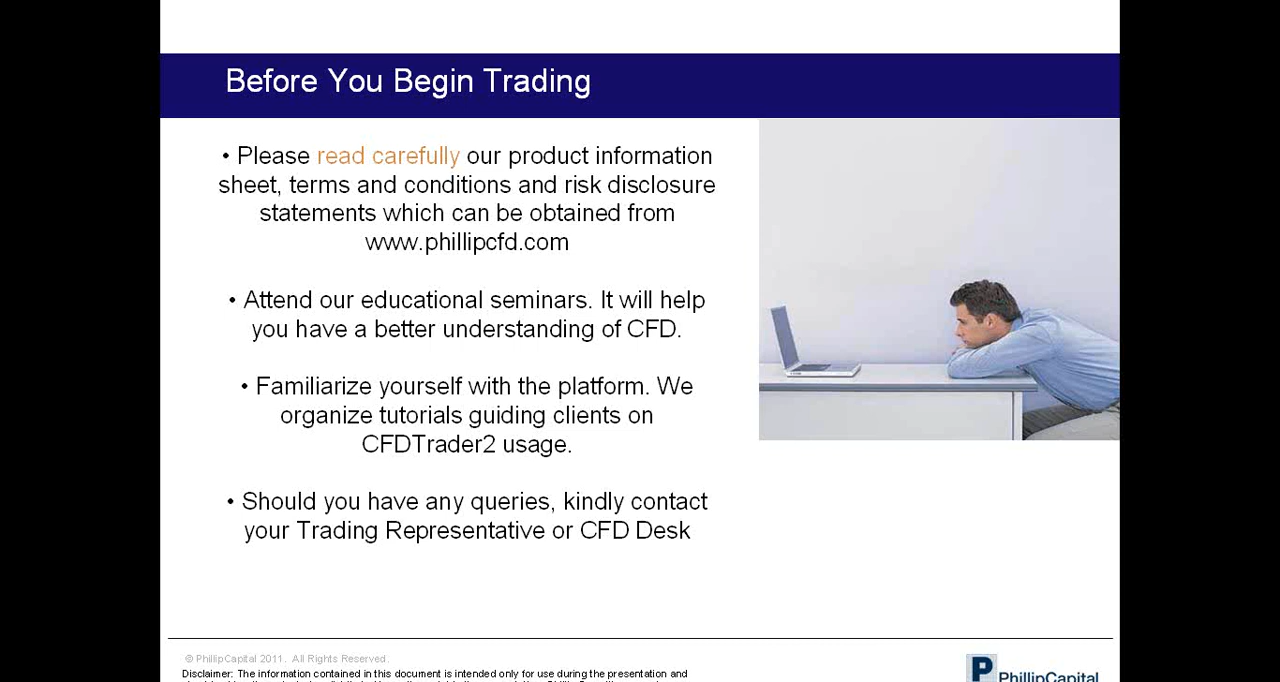 Before You Begin Trading
• Please read carefully our product information
sheet, terms and conditions and risk disclosure
statements which can be obtained from
www.phillipcfd.com
• Attend our educational seminars. It will help
you have a better understanding of CFD.
• Familiarize yourself with the platform. We
organize tutorials guiding clients on
CFDTrader2 usage.
• Should you have any queries, kindly contact
your Trading Representative or CFD Desk
© PhillipCapital 2011. All Rights Reserved.
Disclaimer: The information contained in this document is intended only for use during the presentation and
P PhillipCapital